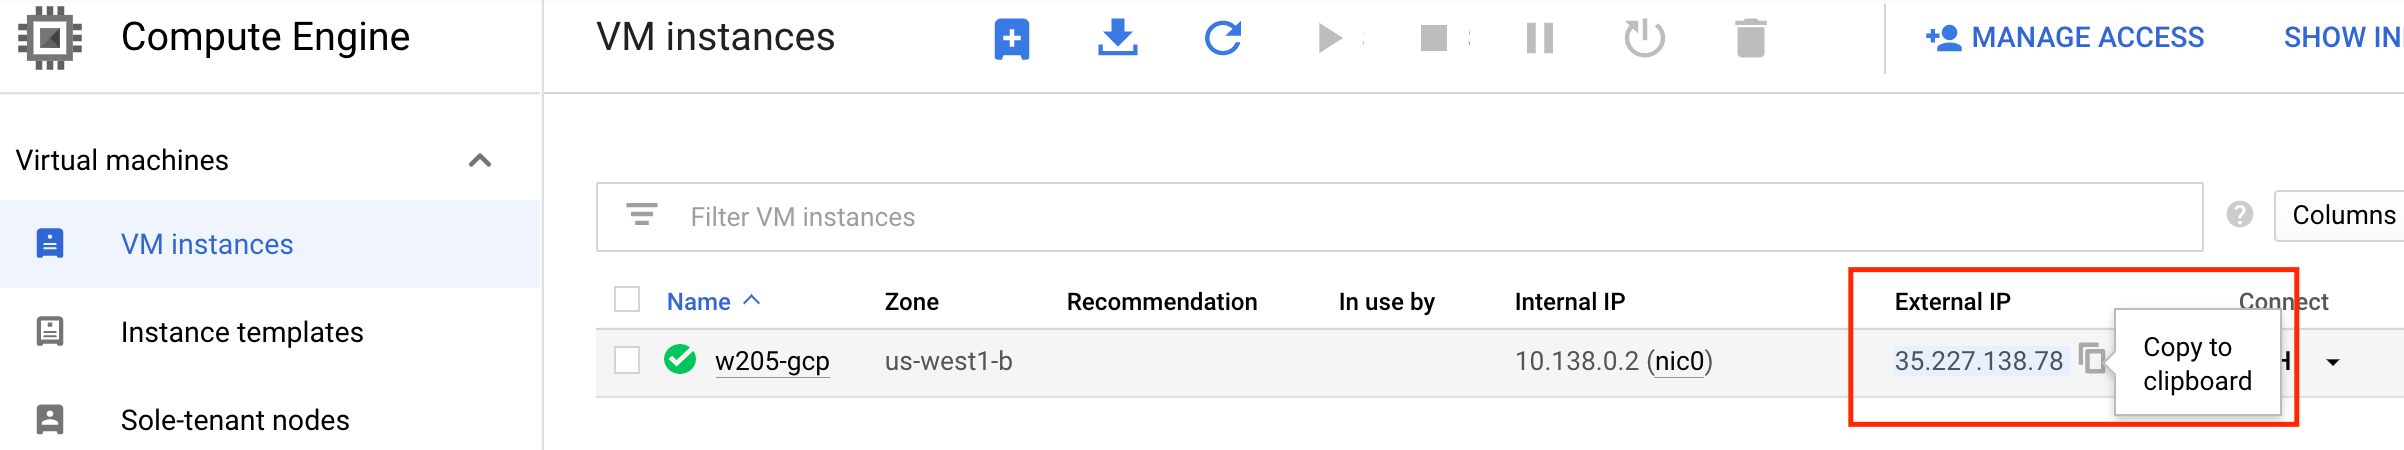 Compute Engine
VM instances
MANAGE ACCESS
SHOW IN
Virtual machines
VM instances
Instance templates
Sole-tenant nodes
Filter VM instances
Columns
Name Zone Recommendation In use by Internal IP External IP Connect
w205-gcp us-west1-b 10.138.0.2 (nic0) 35.227.138.78 H
Copy to
clipboard